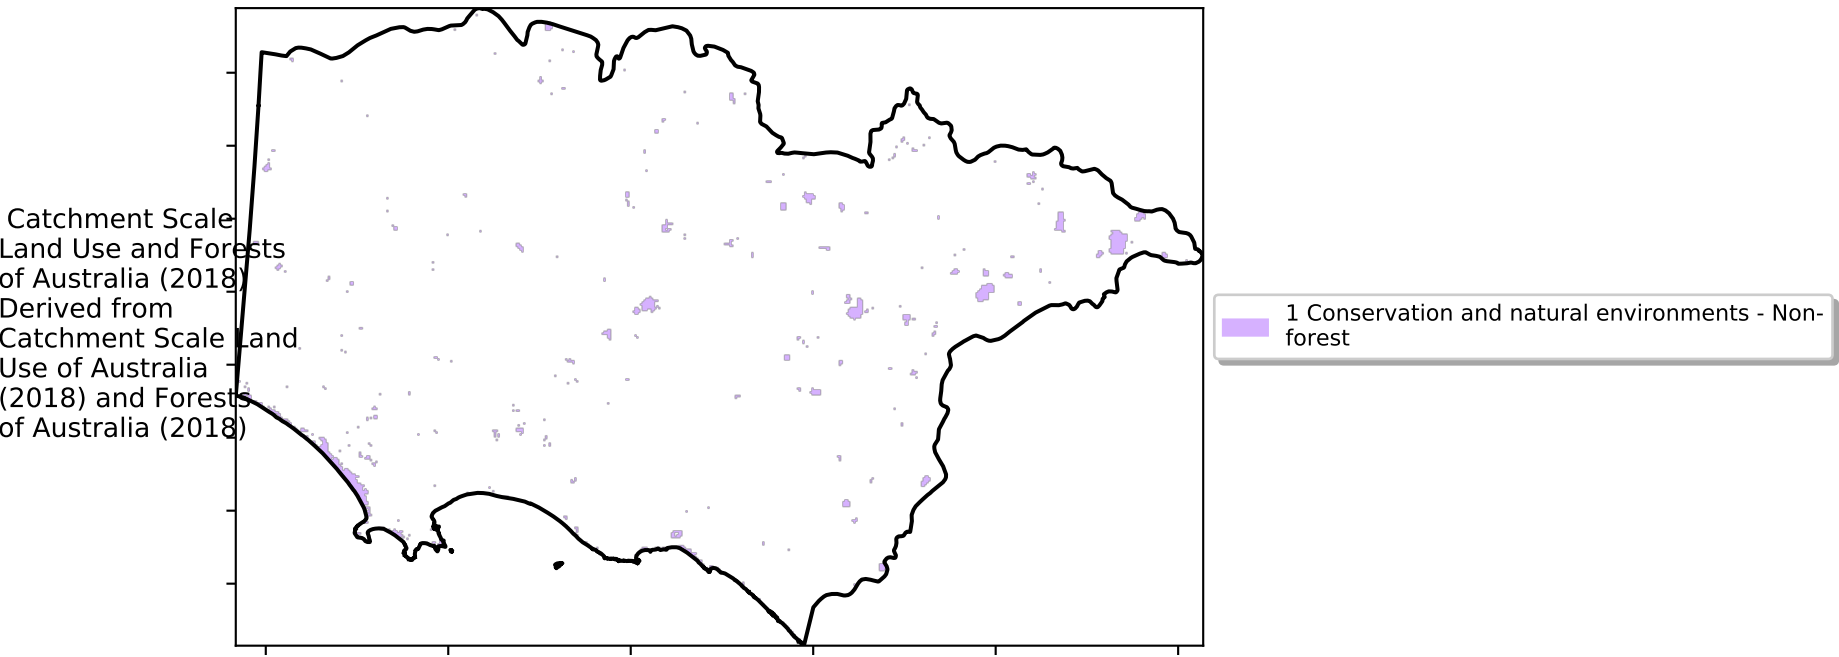 Catchment Scale
Land Use and Forests
of Australia (2018)
Derived from
Catchment Scale Land
Use of Australia
(2018) and Forests
of Australia (2018)
1 Conservation and natural environments - Non-
forest